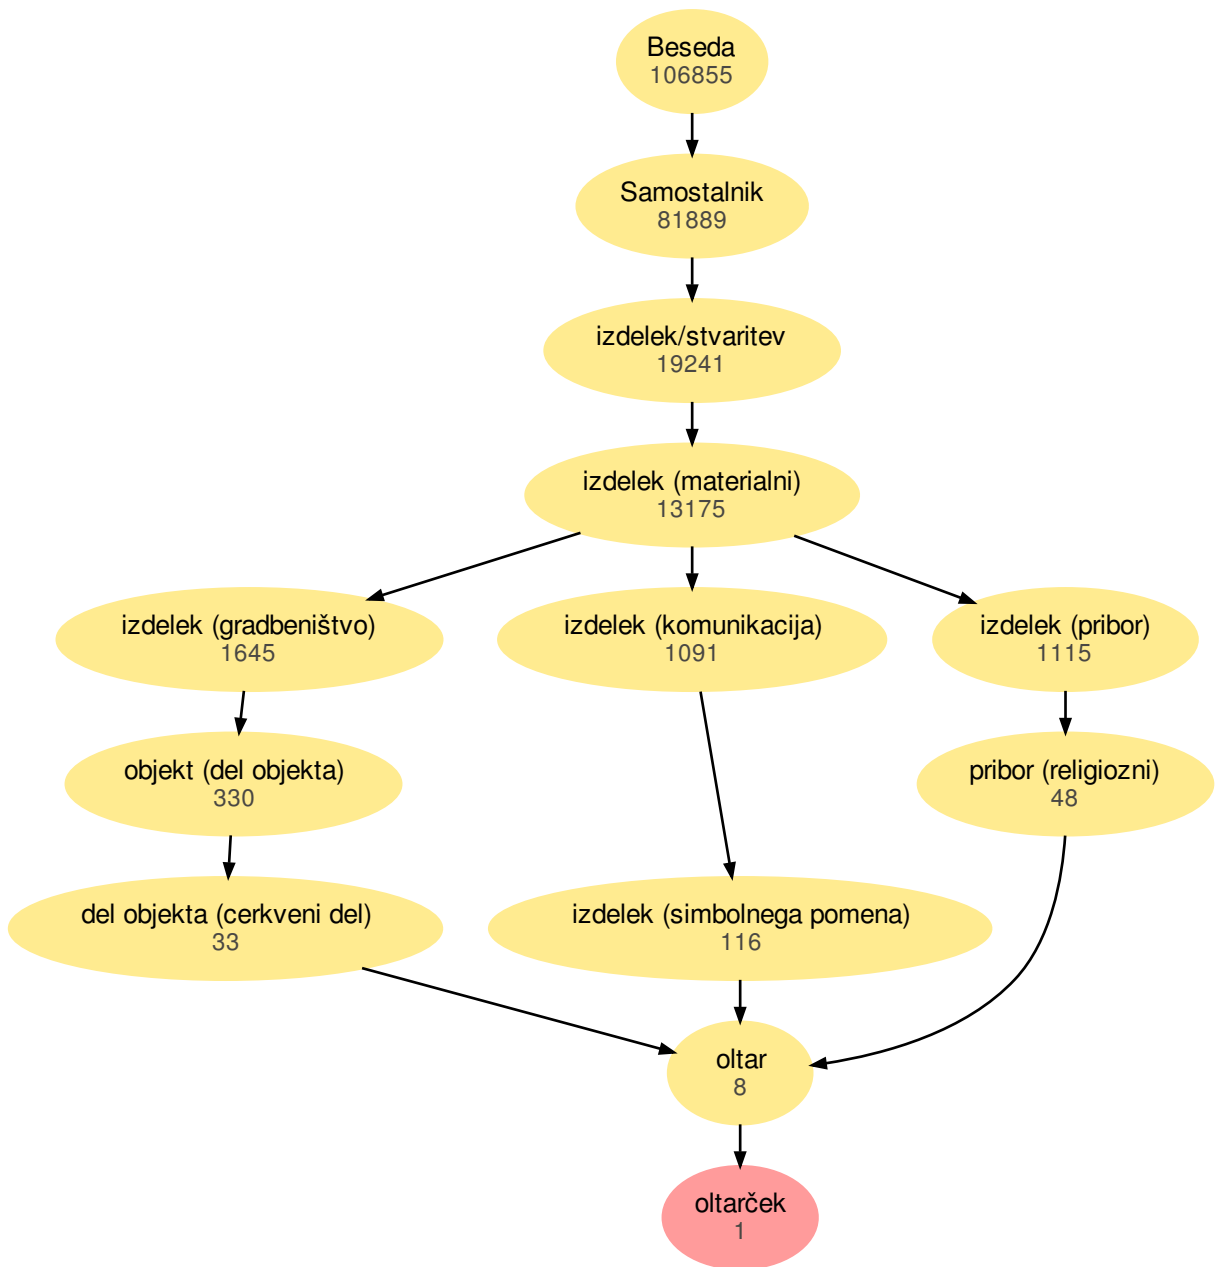 Beseda
106855
Samostalnik
81889
izdelek/stvaritev
19241
izdelek (materialni)
13175
izdelek (gradbeništvo)
1645
izdelek (komunikacija)
1091
izdelek (pribor)
1115
objekt (del objekta)
330
pribor (religiozni)
48
del objekta (cerkveni del)
33
izdelek (simbolnega pomena)
116
oltar
8
oltarček
1